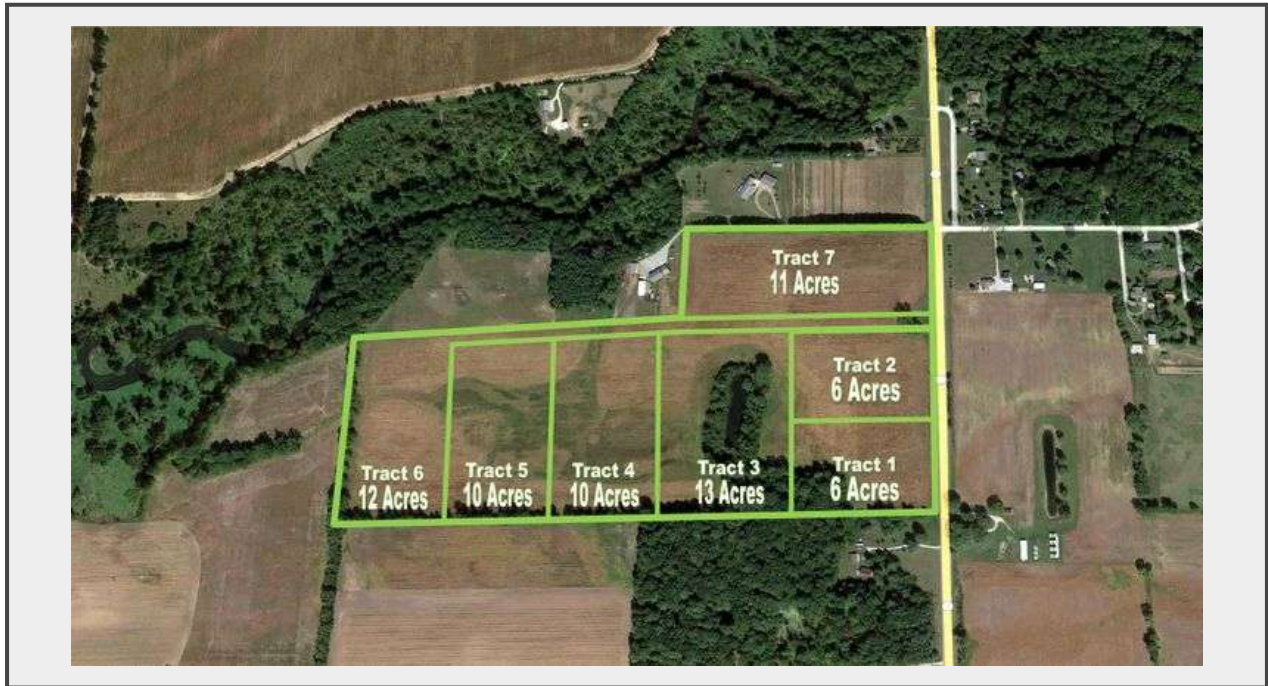 Tract 7
11 Acres
Tract 2
6 Acres
Tract 6
12 Acres
Tract 5
10 Acres
Tract 4
10 Acres
Tract 3
13 Acres
Tract 1
6 Acres